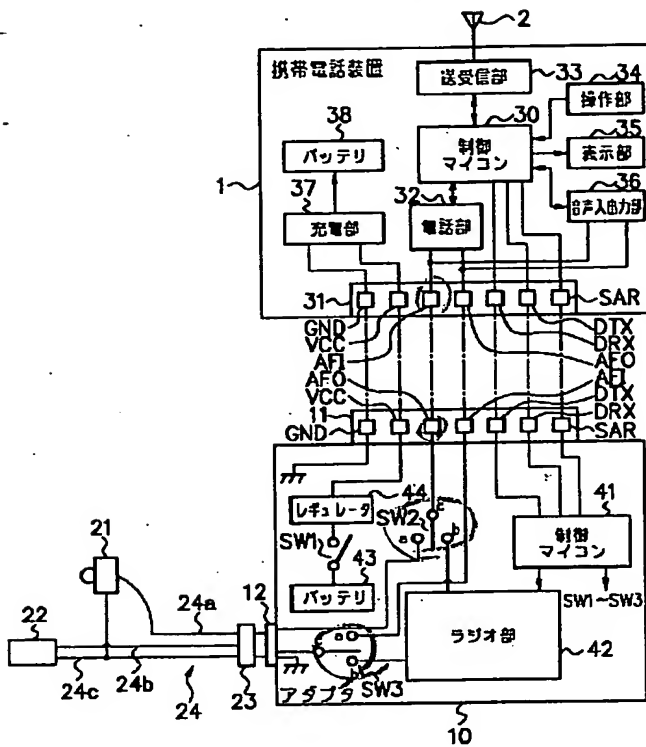 2
携帯電話装置
送受信部
33
34
操作部
38
30
35
バッテリ
制御
マイコン
表示部
1
37
32
36
充電部
電話部
音声入出力部
31
SAR
GND
VCC
AFI
DTX
DRX
AFO
AFO
VCC
AFI
DTX
11
DRX
GND
SAR
44
レギュレータ
c
41
SW2
a
b
制御
マイコン
SW1
21
43
12
バッテリ
SW1~SW3
24a
22
a
c
ラジオ部
24b
b
42
24c
24
23
アダプタ
SW3
10